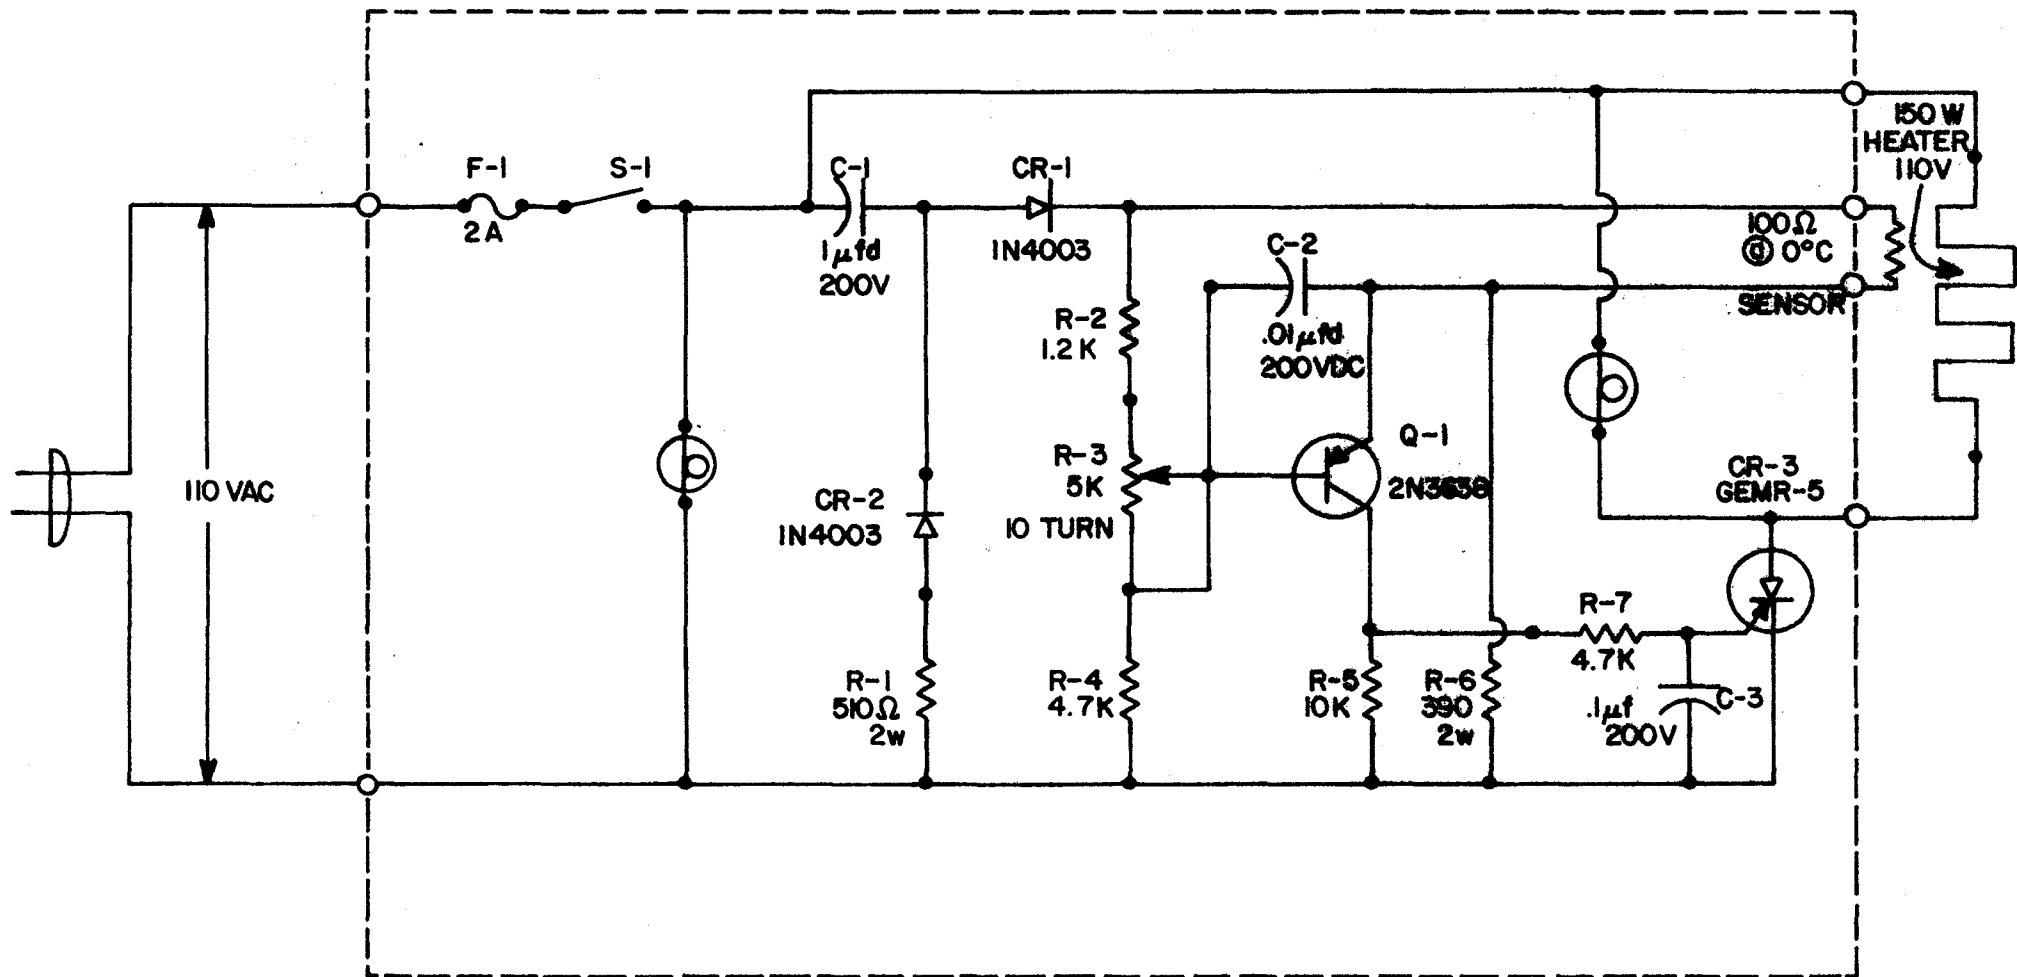 150 W
HEATER
110V
F-1
2A
S-1
C-1
1µfd
200V
CR-1
1N4003
C-2
.01µfd
200VDC
100Ω
@ 0°C
SENSOR
R-2
1.2K
R-3
5K
10 TURN
Q-1
2N3638
110 VAC
CR-2
1N4003
CR-3
GEMR-5
R-1
510Ω
2w
R-4
4.7K
R-5
10K
R-6
390
2w
R-7
4.7K
.1µf
200V
C-3